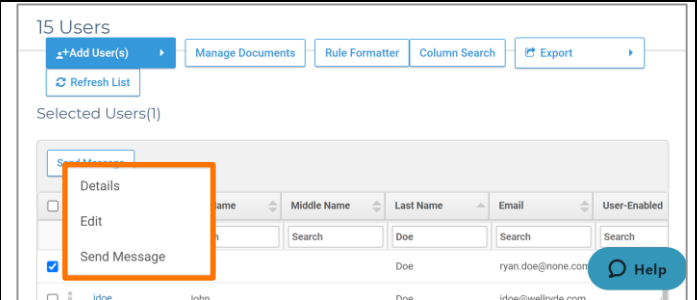 15 Users
+Add User(s)
Manage Documents
Rule Formatter
Column Search
Export
Refresh List
Selected Users(1)
Send Message
Details
Edit
Send Message
ame
Middle Name
Last Name
Email
User-Enabled
Search
Doe
Search
Search
Doe
ryan.doe@none.com
Help
jdoe
John
Doe
jdoe@wellryde.com